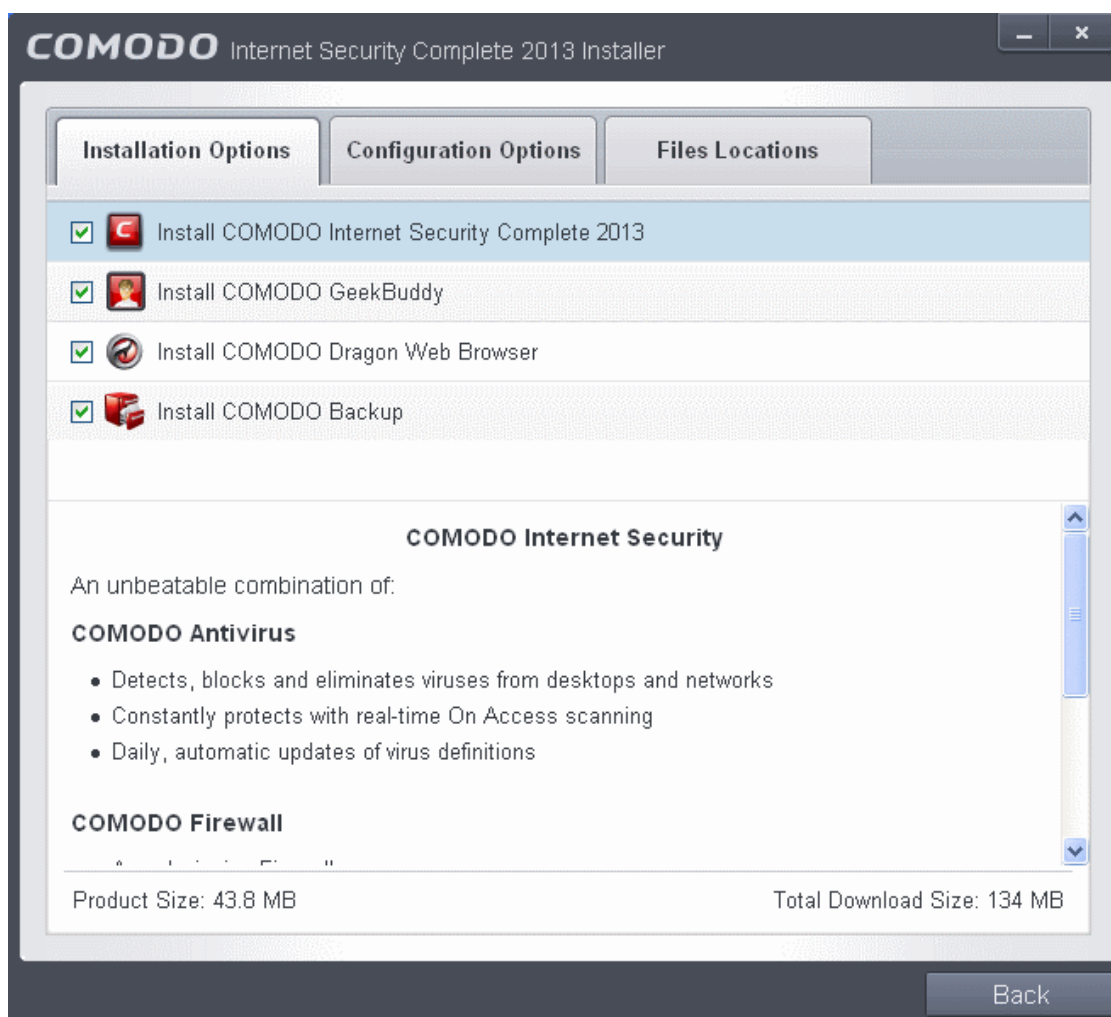 COMODO Internet Security Complete 2013 Installer
Installation Options
Configuration Options
Files Locations
Install COMODO Internet Security Complete 2013
Install COMODO GeekBuddy
Install COMODO Dragon Web Browser
Install COMODO Backup
COMODO Internet Security
An unbeatable combination of:
COMODO Antivirus
• Detects, blocks and eliminates viruses from desktops and networks
• Constantly protects with real-time On Access scanning
• Daily, automatic updates of virus definitions
COMODO Firewall
Product Size: 43.8 MB
Total Download Size: 134 MB
Back